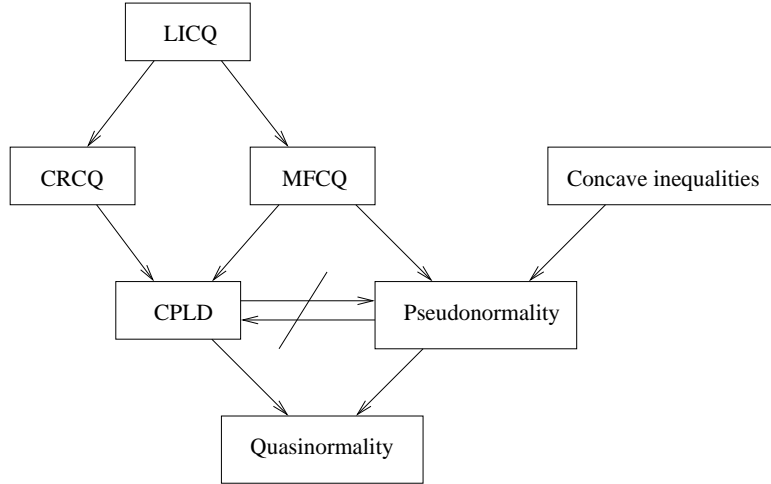 LICQ
CRCQ
MFCQ
Concave inequalities
CPLD
Pseudonormality
Quasinormality